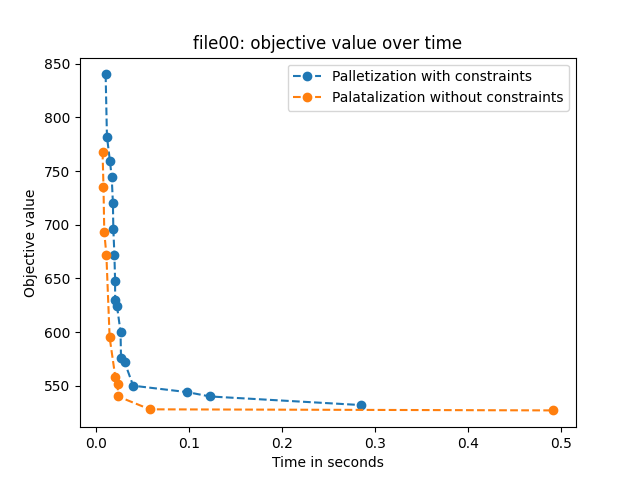 file00: objective value over time
Palletization with constraints
Palatalization without constraints
850
800
750
700
650
600
550
Objective value
0.0 0.1 0.2 0.3 0.4 0.5
Time in seconds